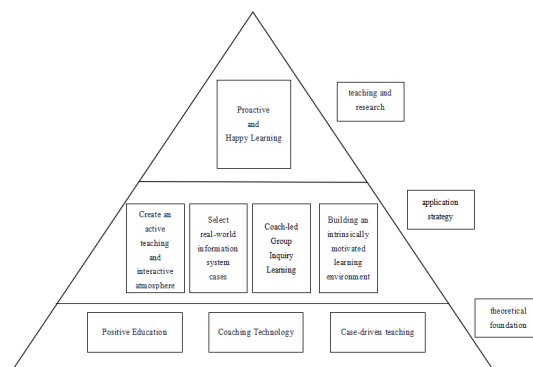 Proactive
and
Happy Learning
teaching and
research
Create an
active
teaching
and
interactive
atmosphere
Select
real-world
information
system
cases
Coach-led
Group
Inquiry
Learning
Building an
intrinsically
motivated
learning
environment
application
strategy
Positive Education
Coaching Technology
Case-driven teaching
theoretical
foundation